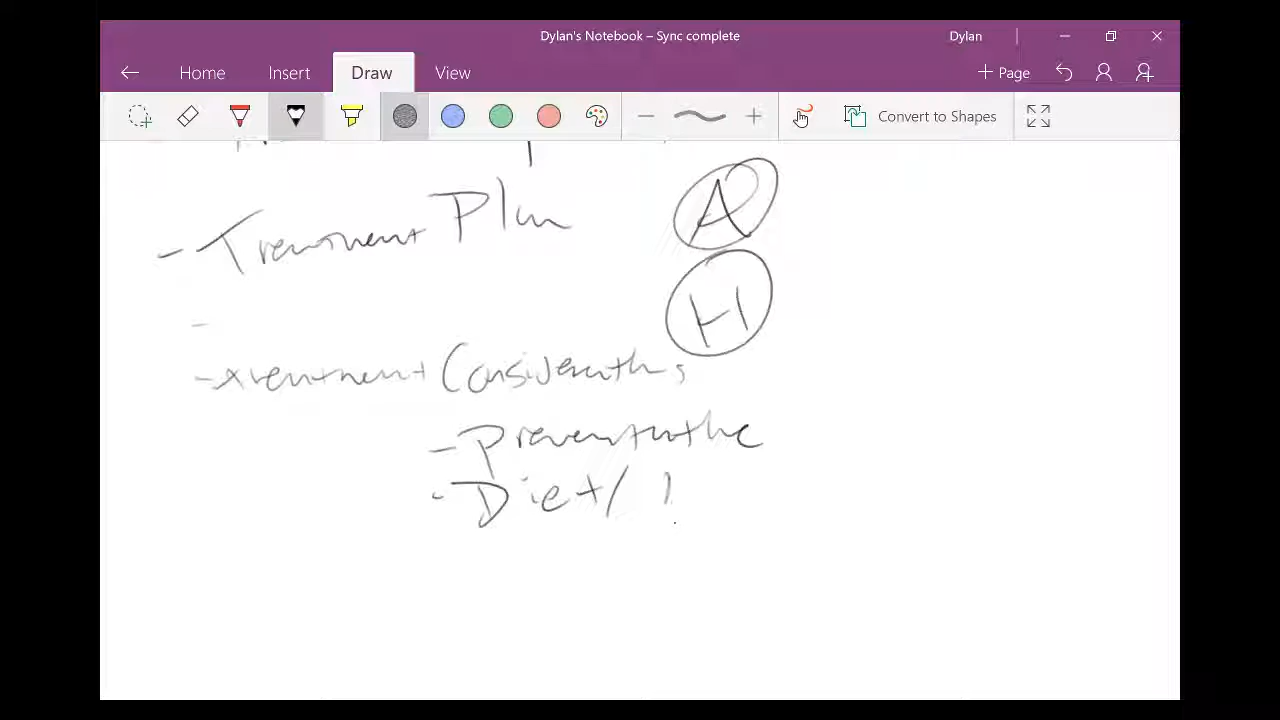 Dylan's Notebook – Sync complete
Dylan
Home
Insert
Draw
View
+ Page
Convert to Shapes
- Treatment Plan
A
H
-
- treatment Considerations
- Preventative
- Diet/